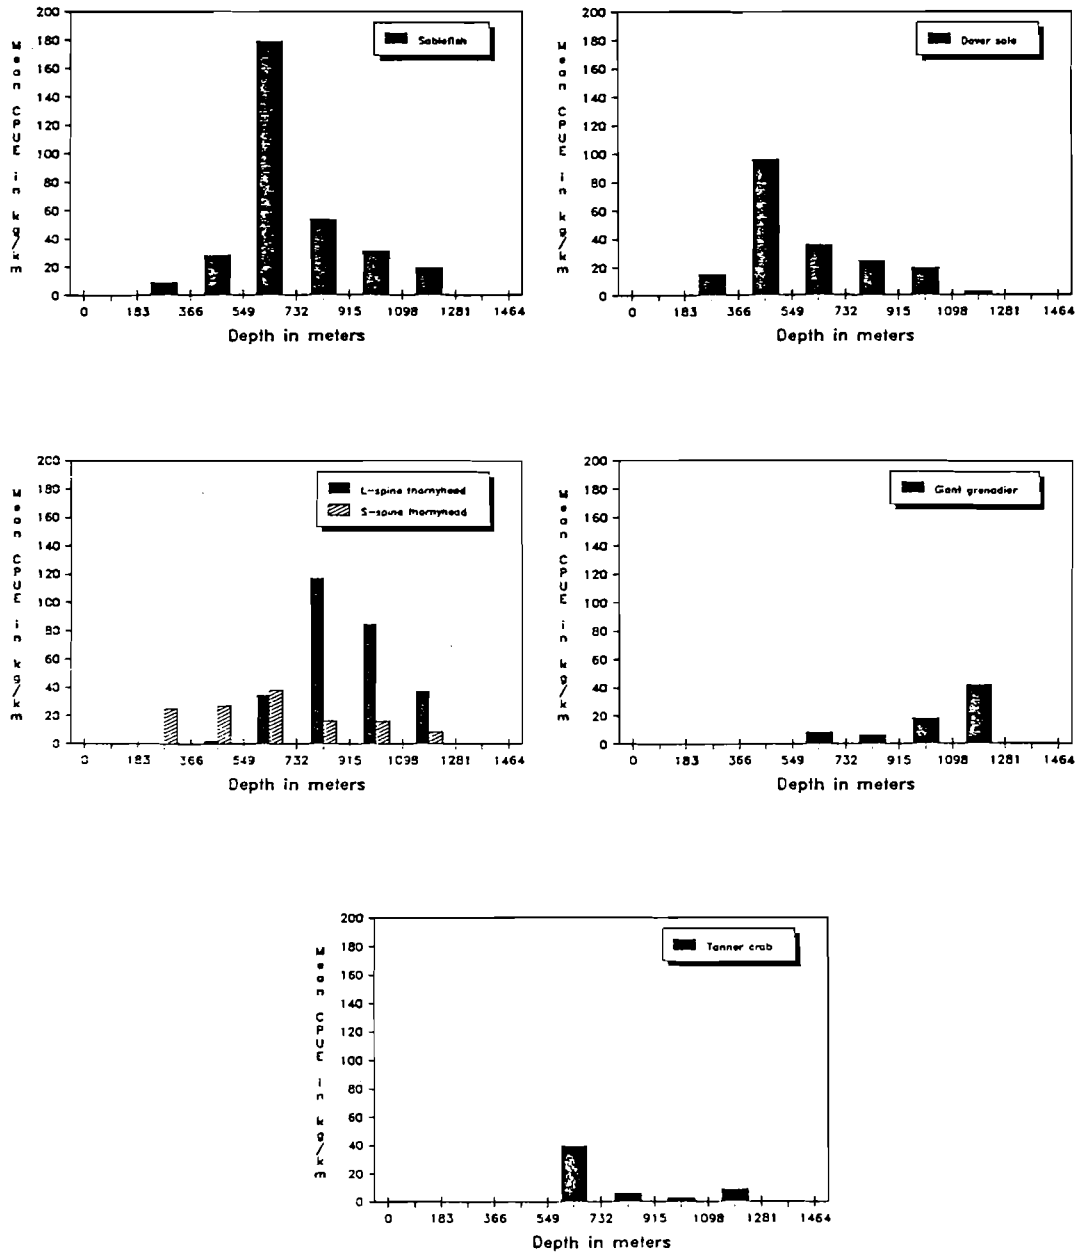 Mean CPUE in kg/km
200
180
160
140
120
100
80
60
40
20
0
Sablefish
0 183 366 549 732 915 1098 1281 1464
Depth in meters
Mean CPUE in kg/km
200
180
160
140
120
100
80
60
40
20
0
Dover sole
0 183 366 549 732 915 1098 1281 1464
Depth in meters
Mean CPUE in kg/km
200
180
160
140
120
100
80
60
40
20
0
L-spine thornyhead
S-spine thornyhead
0 183 366 549 732 915 1098 1281 1464
Depth in meters
Mean CPUE in kg/km
200
180
160
140
120
100
80
60
40
20
0
Giant grenadier
0 183 366 549 732 915 1098 1281 1464
Depth in meters
Mean CPUE in kg/km
200
180
160
140
120
100
80
60
40
20
0
Tanner crab
0 183 366 549 732 915 1098 1281 1464
Depth in meters